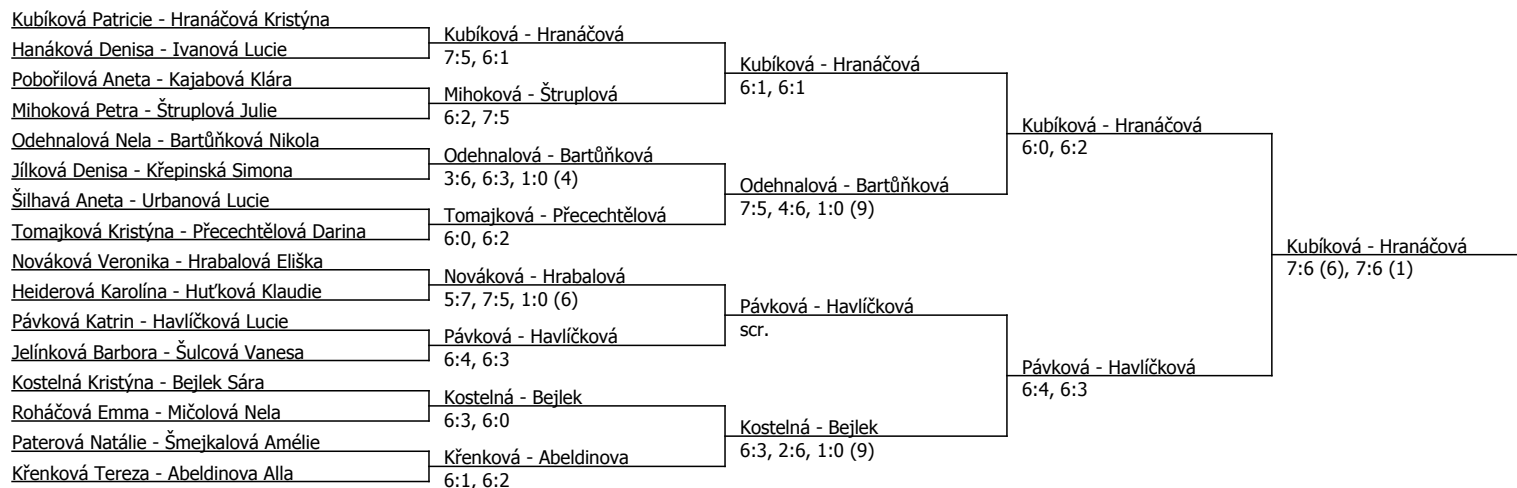 Kubíková Patricie - Hranáčová Kristýna
Hanáková Denisa - Ivanová Lucie
Pobořilová Aneta - Kajabová Klára
Mihoková Petra - Štruplová Julie
Odehnalová Nela - Bartůňková Nikola
Jílková Denisa - Křepinská Simona
Šilhavá Aneta - Urbanová Lucie
Tomajková Kristýna - Přecechtělová Darina
Nováková Veronika - Hrabalová Eliška
Heiderová Karolína - Huťková Klaudie
Pávková Katrin - Havlíčková Lucie
Jelínková Barbora - Šulcová Vanesa
Kostelná Kristýna - Bejlek Sára
Roháčová Emma - Mičolová Nela
Paterová Natálie - Šmejkalová Amélie
Křenková Tereza - Abeldinova Alla
Kubíková - Hranáčová
7:5, 6:1
Mihoková - Štruplová
6:2, 7:5
Odehnalová - Bartůňková
3:6, 6:3, 1:0 (4)
Tomajková - Přecechtělová
6:0, 6:2
Nováková - Hrabalová
5:7, 7:5, 1:0 (6)
Pávková - Havlíčková
6:4, 6:3
Kostelná - Bejlek
6:3, 6:0
Křenková - Abeldinova
6:1, 6:2
Kubíková - Hranáčová
6:1, 6:1
Odehnalová - Bartůňková
7:5, 4:6, 1:0 (9)
Pávková - Havlíčková
scr.
Kostelná - Bejlek
6:3, 2:6, 1:0 (9)
Kubíková - Hranáčová
6:0, 6:2
Pávková - Havlíčková
6:4, 6:3
Kubíková - Hranáčová
7:6 (6), 7:6 (1)